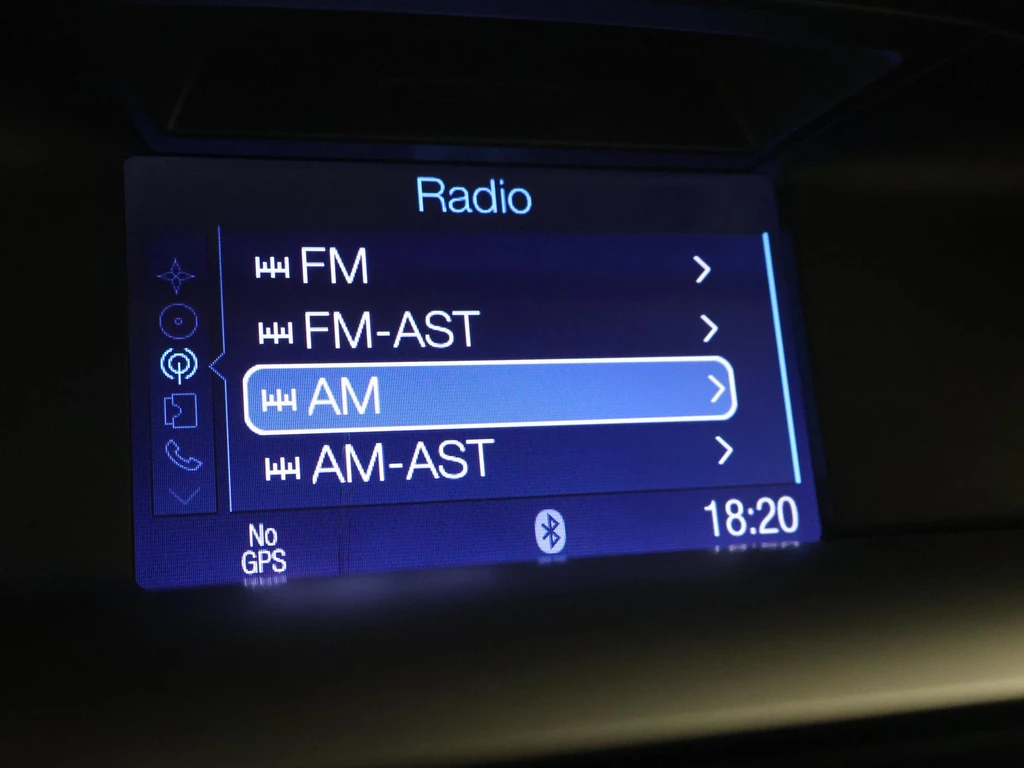 Radio
FM
FM-AST
AM
AM-AST
No
GPS
18:20